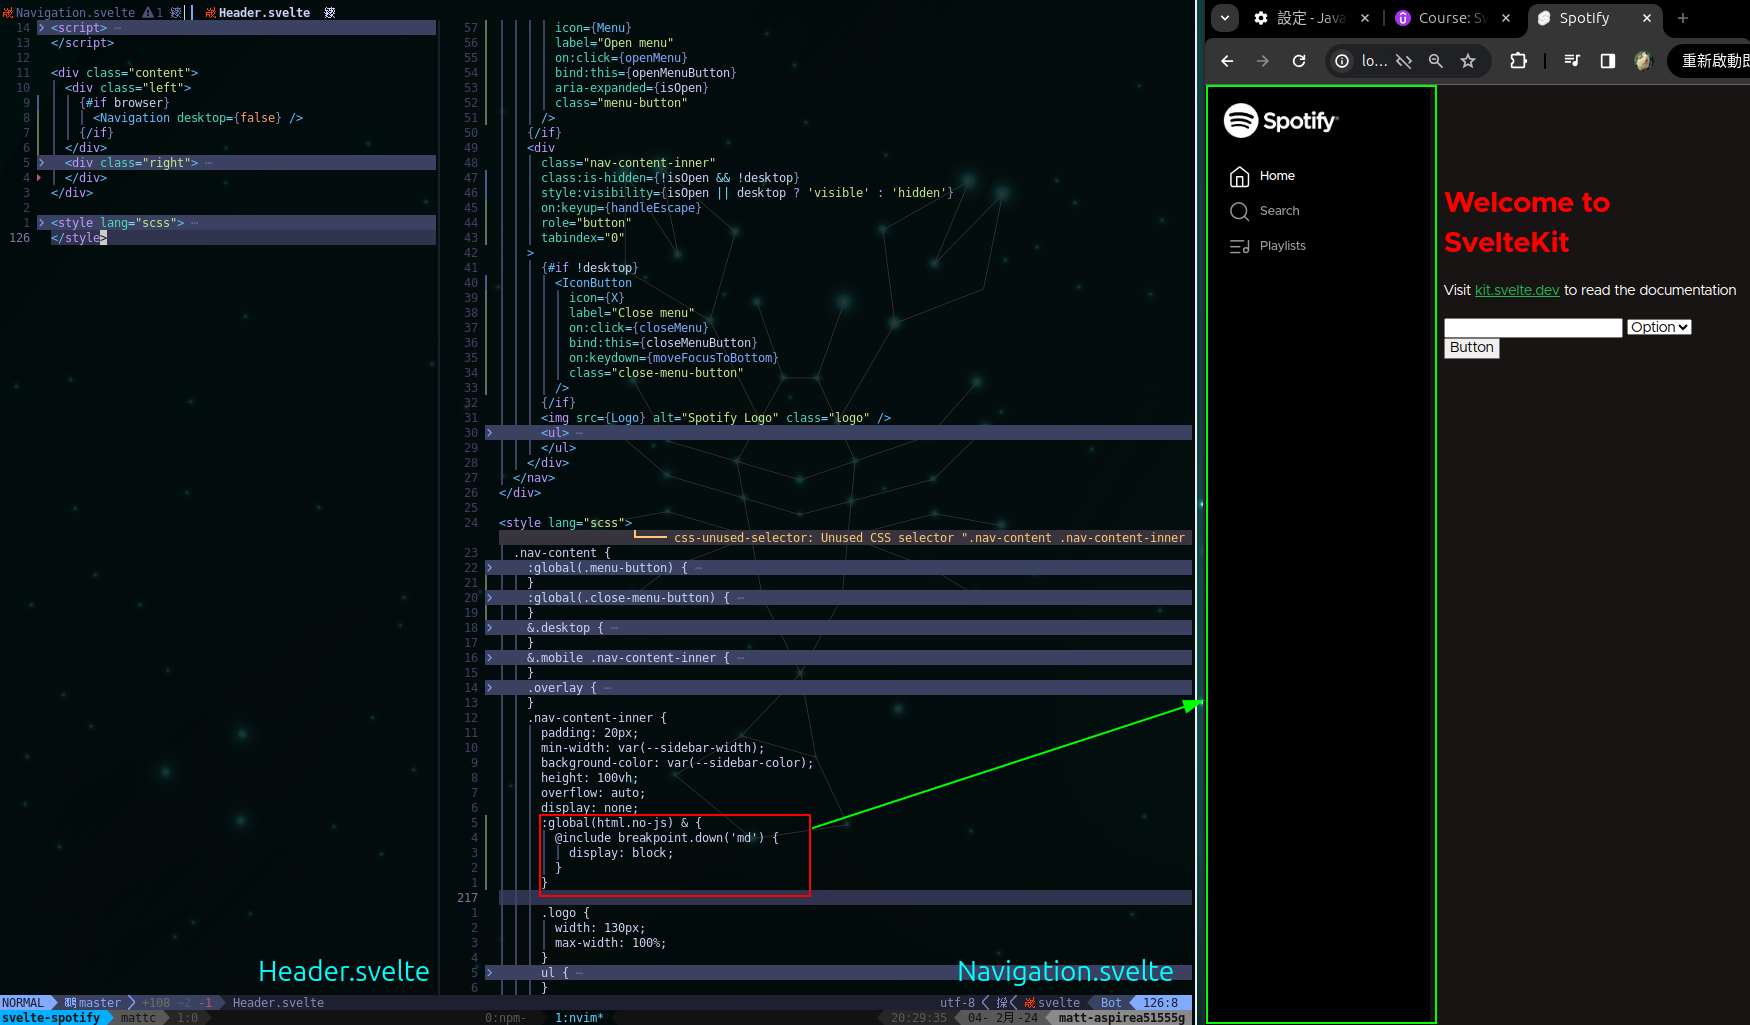 Navigation.svelte 1
Header.svelte
14 <script>
13 </script>
12
11 <div class="content">
10 <div class="left">
9 {#if browser}
8 <Navigation desktop={false} />
7 {/if}
6 </div>
5 <div class="right">
4 </div>
3 </div>
2
1 <style lang="scss">
126 </style>
Header.svelte
57 icon={Menu}
56 label="Open menu"
55 on:click={openMenu}
54 bind:this={openMenuButton}
53 aria-expanded={isOpen}
52 class="menu-button"
51 />
50 {/if}
49 <div
48 class="nav-content-inner"
47 class:is-hidden={!isOpen && !desktop}
46 style:visibility={isOpen || desktop ? 'visible' : 'hidden'}
45 on:keyup={handleEscape}
44 role="button"
43 tabindex="0"
42 >
41 {#if !desktop}
40 <IconButton
39 icon={X}
38 label="Close menu"
37 on:click={closeMenu}
36 bind:this={closeMenuButton}
35 on:keydown={moveFocusToBottom}
34 class="close-menu-button"
33 />
32 {/if}
31 <img src={Logo} alt="Spotify Logo" class="logo" />
30 <ul>
29 </ul>
28 </div>
27 </nav>
26 </div>
25
24 <style lang="scss">
css-unused-selector: Unused CSS selector ".nav-content .nav-content-inner
23 .nav-content {
22 :global(.menu-button) {
21 }
20 :global(.close-menu-button) {
19 }
18 &.desktop {
17 }
16 &.mobile .nav-content-inner {
15 }
14 .overlay {
13 }
12 .nav-content-inner {
11 padding: 20px;
10 min-width: var(--sidebar-width);
9 background-color: var(--sidebar-color);
8 height: 100vh;
7 overflow: auto;
6 display: none;
5 :global(html.no-js) & {
4 @include breakpoint.down('md') {
3 display: block;
2 }
1 }
217
1 .logo {
2 width: 130px;
3 max-width: 100%;
4 }
5 ul {
6 }
Navigation.svelte
NORMAL master +108 ~2 -1 Header.svelte
utf-8 svelte Bot 126:8
svelte-spotify mattc 1:0 0:npm- 1:nvim* 20:29:35 04- 2月-24 matt-aspirea51555g
設定 - Java
Course: Sv
Spotify
lo...
重新啟動即
Spotify
Home
Search
Playlists
Welcome to
SvelteKit
Visit kit.svelte.dev to read the documentation
Option
Button